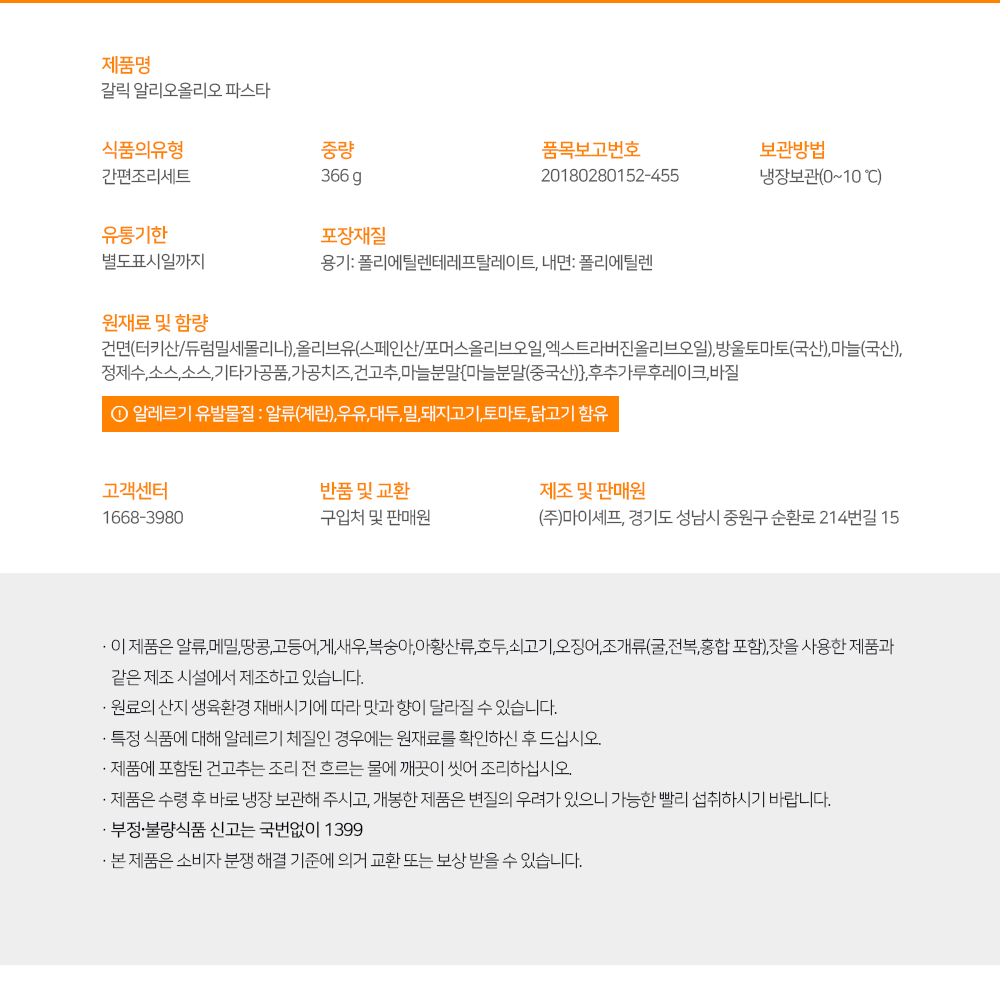 제품명
갈릭 알리오올리오 파스타
식품의유형
간편조리세트
중량
366 g
품목보고번호
20180280152-455
보관방법
냉장보관(0~10 ℃)
유통기한
별도표시일까지
포장재질
용기: 폴리에틸렌테레프탈레이트, 내면: 폴리에틸렌
원재료 및 함량
건면(터키산/듀럼밀세몰리나),올리브유(스페인산/포머스올리브오일,엑스트라버진올리브오일),방울토마토(국산),마늘(국산),
정제수,소스,소스,기타가공품,가공치즈,건고추,마늘분말{마늘분말(중국산)},후추가루후레이크,바질
알레르기 유발물질 : 알류(계란),우유,대두,밀,돼지고기,토마토,닭고기 함유
고객센터
1668-3980
반품 및 교환
구입처 및 판매원
제조 및 판매원
(주)마이셰프, 경기도 성남시 중원구 순환로 214번길 15
· 이 제품은 알류,메밀,땅콩,고등어,게,새우,복숭아,아황산류,호두,쇠고기,오징어,조개류(굴,전복,홍합 포함),잣을 사용한 제품과
같은 제조 시설에서 제조하고 있습니다.
· 원료의 산지 생육환경 재배시기에 따라 맛과 향이 달라질 수 있습니다.
· 특정 식품에 대해 알레르기 체질인 경우에는 원재료를 확인하신 후 드십시오.
· 제품에 포함된 건고추는 조리 전 흐르는 물에 깨끗이 씻어 조리하십시오.
· 제품은 수령 후 바로 냉장 보관해 주시고, 개봉한 제품은 변질의 우려가 있으니 가능한 빨리 섭취하시기 바랍니다.
· 부정·불량식품 신고는 국번없이 1399
· 본 제품은 소비자 분쟁 해결 기준에 의거 교환 또는 보상 받을 수 있습니다.